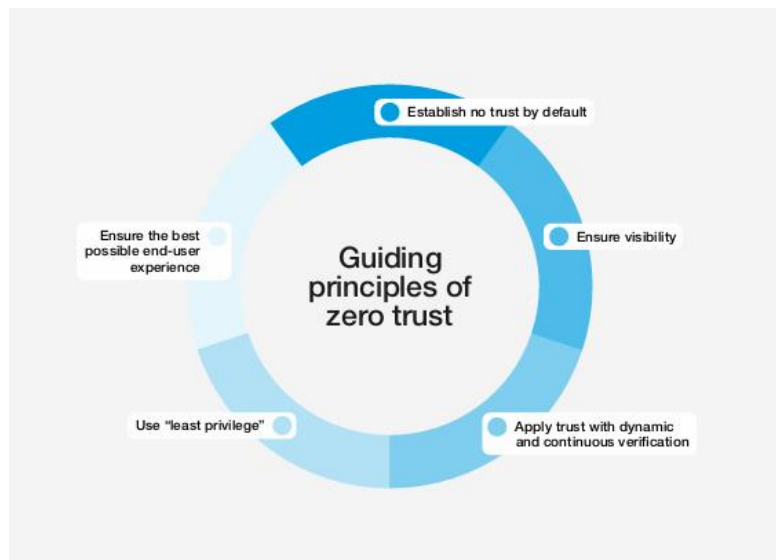 Establish no trust by default
Ensure visibility
Apply trust with dynamic
and continuous verification
Use “least privilege”
Ensure the best
possible end-user
experience
Guiding
principles of
zero trust